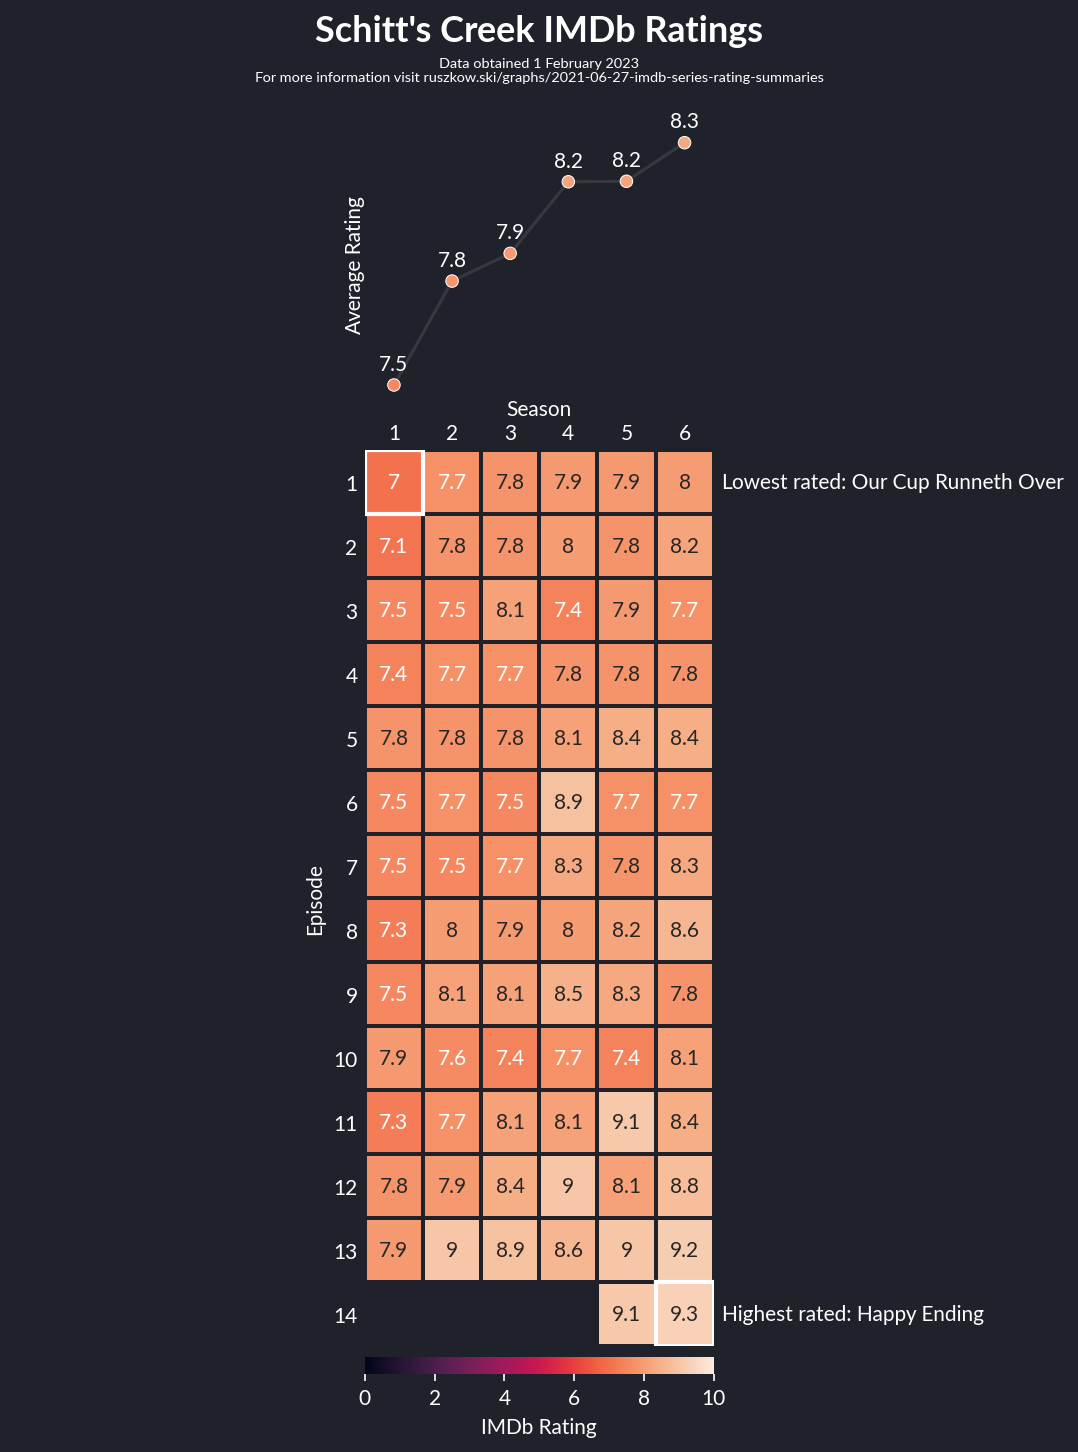 Schitt's Creek IMDb Ratings
Data obtained 1 February 2023
For more information visit ruszkow.ski/graphs/2021-06-27-imdb-series-rating-summaries
8.3
8.2 8.2
7.9
7.8
7.5
Average Rating
Season
1 2 3 4 5 6
1 7 7.7 7.8 7.9 7.9 8 Lowest rated: Our Cup Runneth Over
2 7.1 7.8 7.8 8 7.8 8.2
3 7.5 7.5 8.1 7.4 7.9 7.7
4 7.4 7.7 7.7 7.8 7.8 7.8
5 7.8 7.8 7.8 8.1 8.4 8.4
6 7.5 7.7 7.5 8.9 7.7 7.7
7 7.5 7.5 7.7 8.3 7.8 8.3
8 7.3 8 7.9 8 8.2 8.6
9 7.5 8.1 8.1 8.5 8.3 7.8
10 7.9 7.6 7.4 7.7 7.4 8.1
11 7.3 7.7 8.1 8.1 9.1 8.4
12 7.8 7.9 8.4 9 8.1 8.8
13 7.9 9 8.9 8.6 9 9.2
14 9.1 9.3 Highest rated: Happy Ending
Episode
0 2 4 6 8 10
IMDb Rating